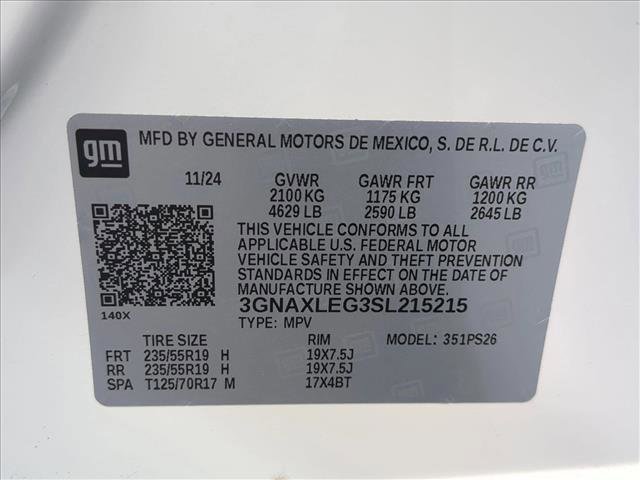 gm
MFD BY GENERAL MOTORS DE MEXICO, S. DE R.L. DE C.V.
11/24 GVWR GAWR FRT GAWR RR
2100 KG 1175 KG 1200 KG
4629 LB 2590 LB 2645 LB
THIS VEHICLE CONFORMS TO ALL
APPLICABLE U.S. FEDERAL MOTOR
VEHICLE SAFETY AND THEFT PREVENTION
STANDARDS IN EFFECT ON THE DATE OF
MANUFACTURE SHOWN ABOVE.
3GNAXLEG3SL215215
140X
TYPE: MPV
TIRE SIZE RIM MODEL: 351PS26
FRT 235/55R19 H 19X7.5J
RR 235/55R19 H 19X7.5J
SPA T125/70R17 M 17X4BT